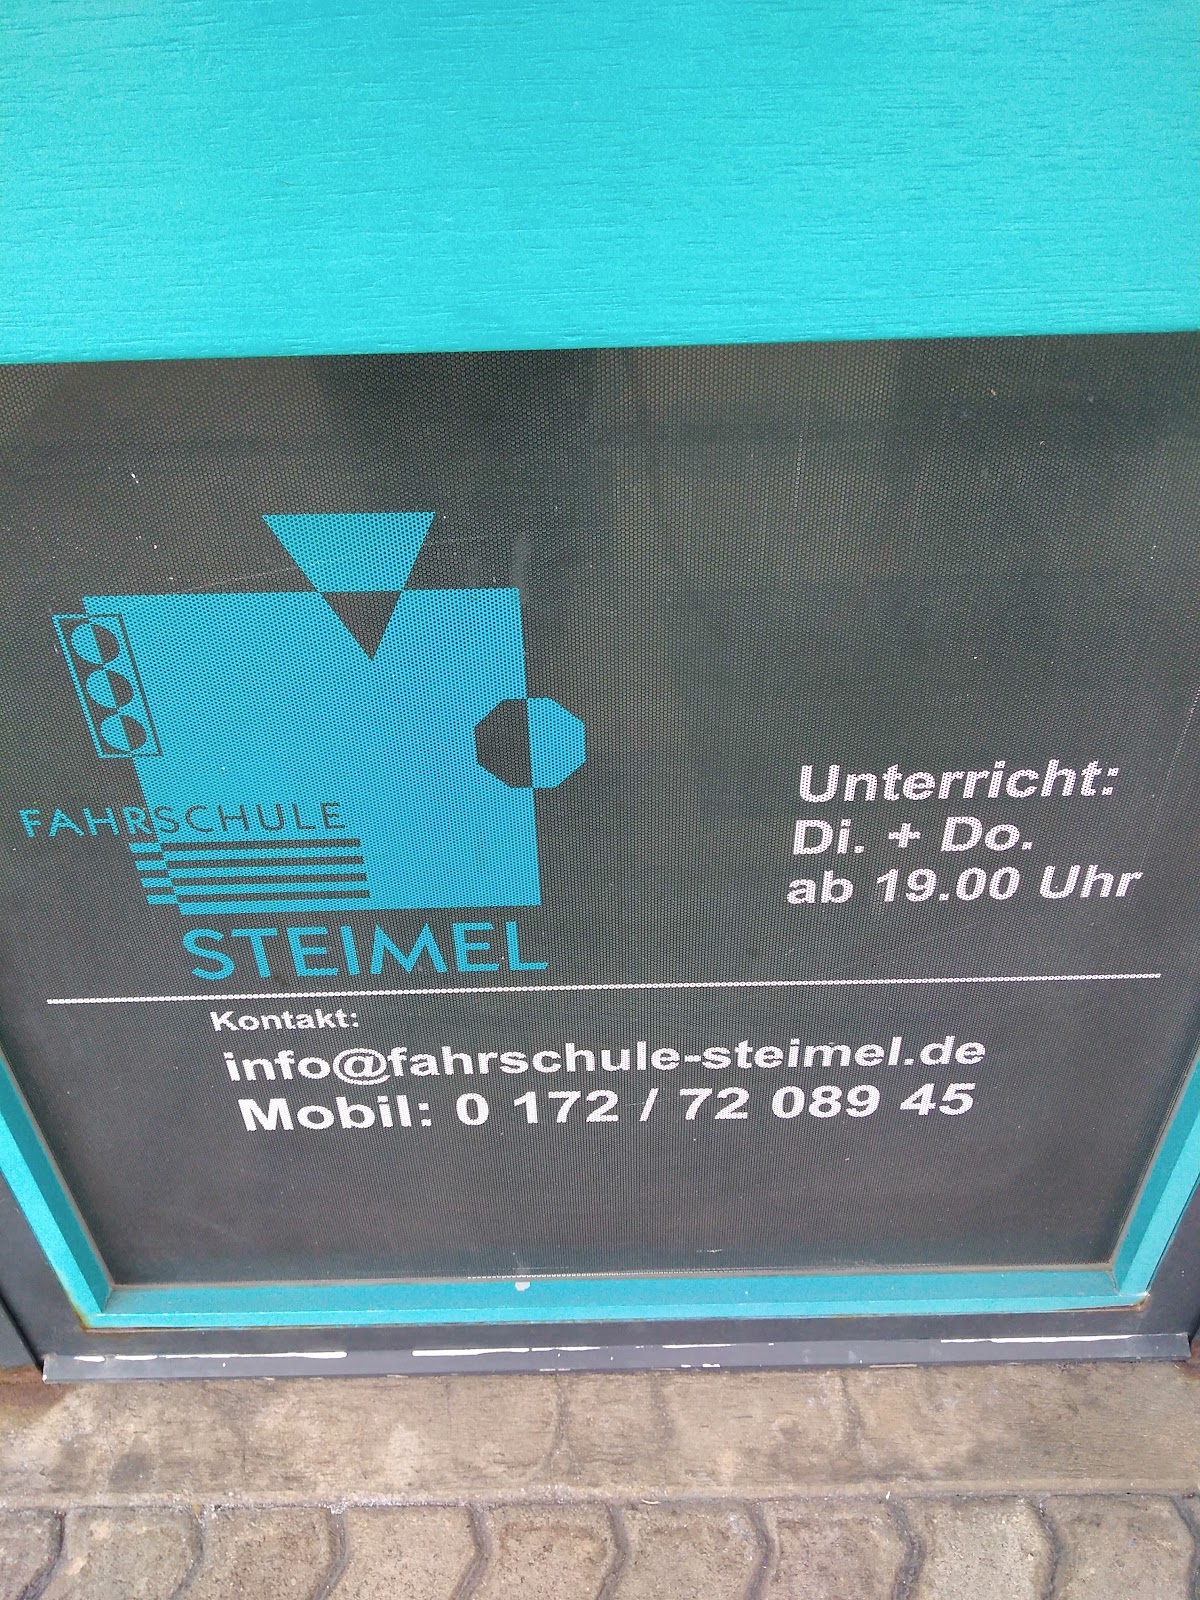 FAHRSCHULE
STEIMEL
Unterricht:
Di. + Do.
ab 19.00 Uhr
Kontakt:
info@fahrschule-steimel.de
Mobil: 0 172 / 72 089 45